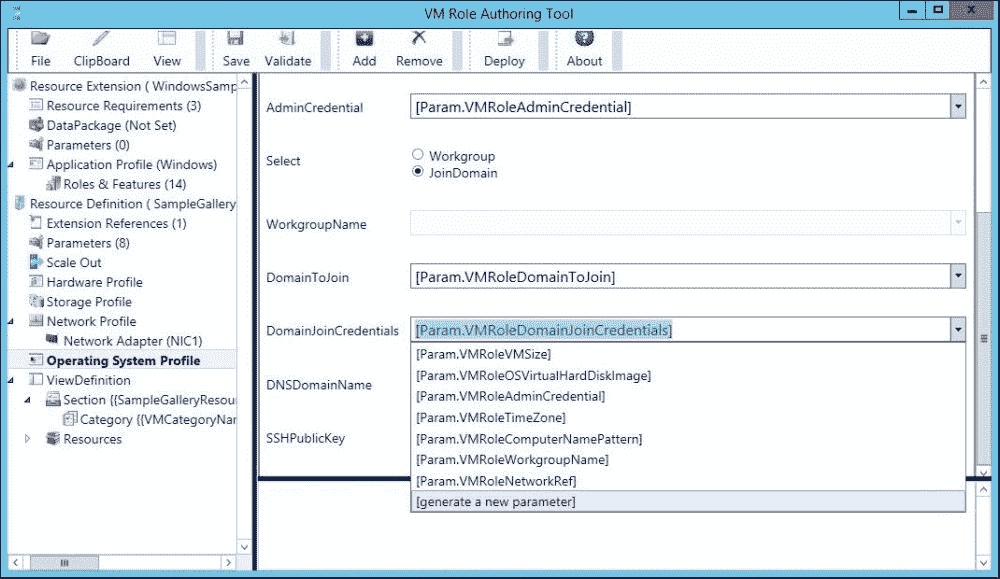 VM Role Authoring Tool
File ClipBoard View Save Validate Add Remove Deploy About
Resource Extension ( WindowsSamp
Resource Requirements (3)
DataPackage (Not Set)
Parameters (0)
Application Profile (Windows)
Roles & Features (14)
Resource Definition ( SampleGallery
Extension References (1)
Parameters (8)
Scale Out
Hardware Profile
Storage Profile
Network Profile
Network Adapter (NIC1)
Operating System Profile
ViewDefinition
Section {{SampleGalleryResou
Category {{VMCategoryNan
Resources
AdminCredential [Param.VMRoleAdminCredential]
Select Workgroup
JoinDomain
WorkgroupName
DomainToJoin [Param.VMRoleDomainToJoin]
DomainJoinCredentials [Param.VMRoleDomainJoinCredentials]
[Param.VMRoleVMSize]
DNSDomainName
SSHPublicKey
[Param.VMRoleOSVirtualHardDiskImage]
[Param.VMRoleAdminCredential]
[Param.VMRoleTimeZone]
[Param.VMRoleComputerNamePattern]
[Param.VMRoleWorkgroupName]
[Param.VMRoleNetworkRef]
[generate a new parameter]